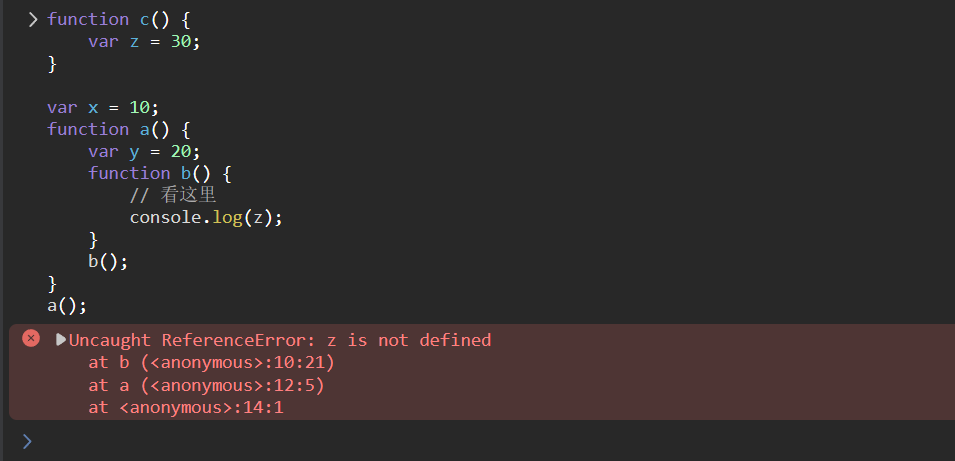 function c() {
    var z = 30;
}

var x = 10;
function a() {
    var y = 20;
    function b() {
        // 看这里
        console.log(z);
    }
    b();
}
a();
Uncaught ReferenceError: z is not defined
    at b (<anonymous>:10:21)
    at a (<anonymous>:12:5)
    at <anonymous>:14:1